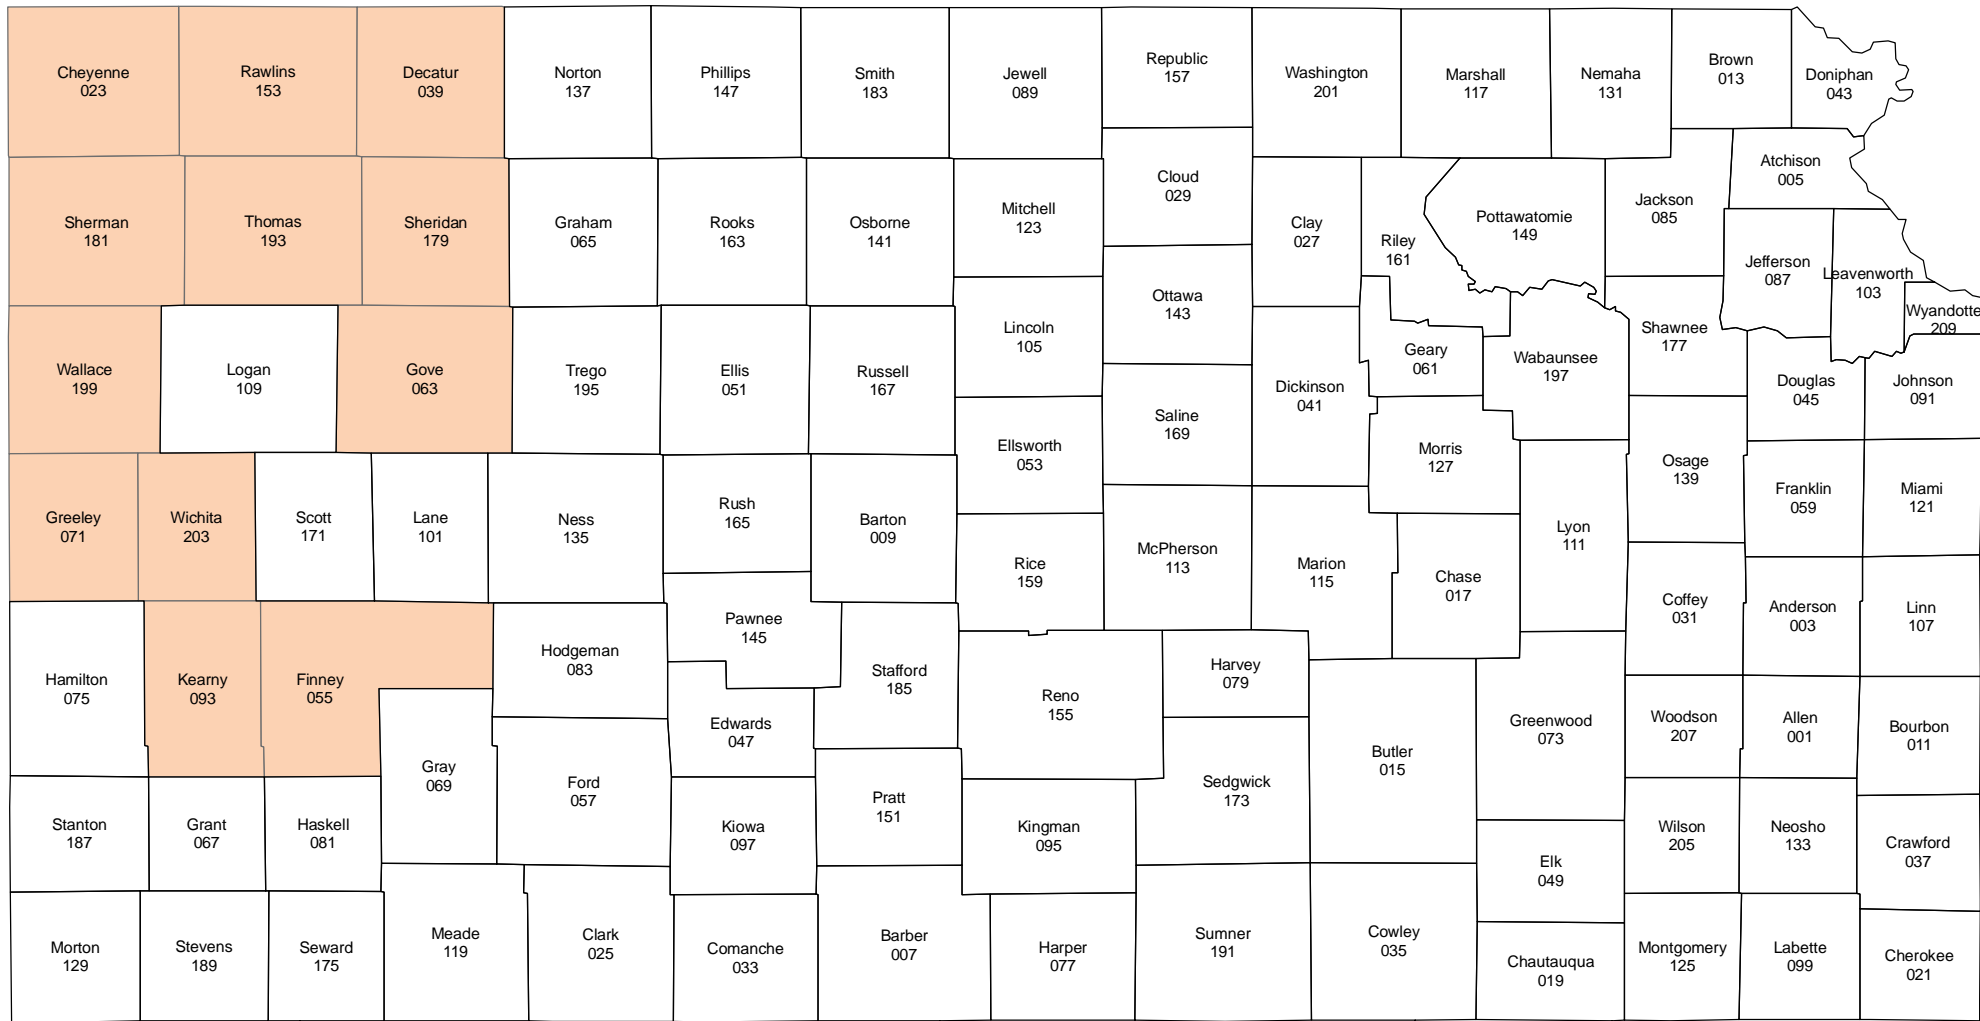 Cheyenne
023
Rawlins
153
Decatur
039
Norton
137
Phillips
147
Smith
183
Jewell
089
Republic
157
Washington
201
Marshall
117
Nemaha
131
Brown
013
Doniphan
043
Sherman
181
Thomas
193
Sheridan
179
Graham
065
Rooks
163
Osborne
141
Mitchell
123
Cloud
029
Clay
027
Riley
161
Pottawatomie
149
Jackson
085
Atchison
005
Jefferson
087
Leavenworth
103
Wyandotte
209
Wallace
199
Logan
109
Gove
063
Trego
195
Ellis
051
Russell
167
Lincoln
105
Ottawa
143
Saline
169
Dickinson
041
Geary
061
Wabaunsee
197
Shawnee
177
Douglas
045
Johnson
091
Greeley
071
Wichita
203
Scott
171
Lane
101
Ness
135
Rush
165
Barton
009
Ellsworth
053
Rice
159
McPherson
113
Marion
115
Morris
127
Chase
017
Lyon
111
Osage
139
Franklin
059
Miami
121
Hamilton
075
Kearny
093
Finney
055
Hodgeman
083
Pawnee
145
Stafford
185
Edwards
047
Reno
155
Harvey
079
Coffey
031
Anderson
003
Linn
107
Gray
069
Ford
057
Kiowa
097
Pratt
151
Kingman
095
Sedgwick
173
Butler
015
Greenwood
073
Woodson
207
Allen
001
Bourbon
011
Stanton
187
Grant
067
Haskell
081
Elk
049
Wilson
205
Neosho
133
Crawford
037
Morton
129
Stevens
189
Seward
175
Meade
119
Clark
025
Comanche
033
Barber
007
Harper
077
Sumner
191
Cowley
035
Chautauqua
019
Montgomery
125
Labette
099
Cherokee
021